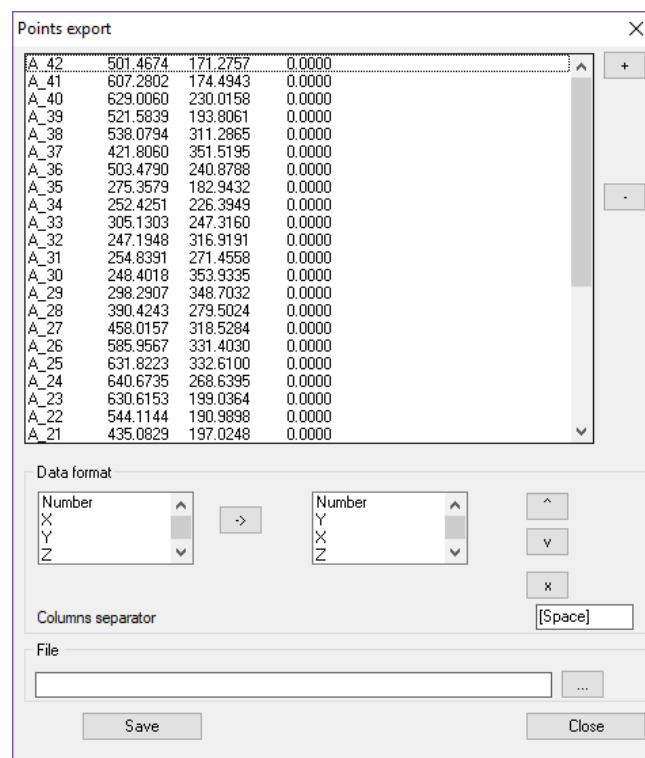 Points export
A_42 501.4674 171.2757 0.0000
A_41 607.2802 174.4943 0.0000
A_40 629.0060 230.0158 0.0000
A_39 521.5839 193.8061 0.0000
A_38 538.0794 311.2865 0.0000
A_37 421.8060 351.5195 0.0000
A_36 503.4790 240.8788 0.0000
A_35 275.3579 182.9432 0.0000
A_34 252.4251 226.3949 0.0000
A_33 305.1303 247.3160 0.0000
A_32 247.1948 316.9191 0.0000
A_31 254.8391 271.4558 0.0000
A_30 248.4018 353.9335 0.0000
A_29 298.2907 348.7032 0.0000
A_28 390.4243 279.5024 0.0000
A_27 458.0157 318.5284 0.0000
A_26 585.9567 331.4030 0.0000
A_25 631.8223 332.6100 0.0000
A_24 640.6735 268.6395 0.0000
A_23 630.6153 199.0364 0.0000
A_22 544.1144 190.9898 0.0000
A_21 435.0829 197.0248 0.0000
+
-
Data format
Number
X
Y
Z
->
Number
Y
X
Z
^
v
x
Columns separator
[Space]
File
...
Save
Close